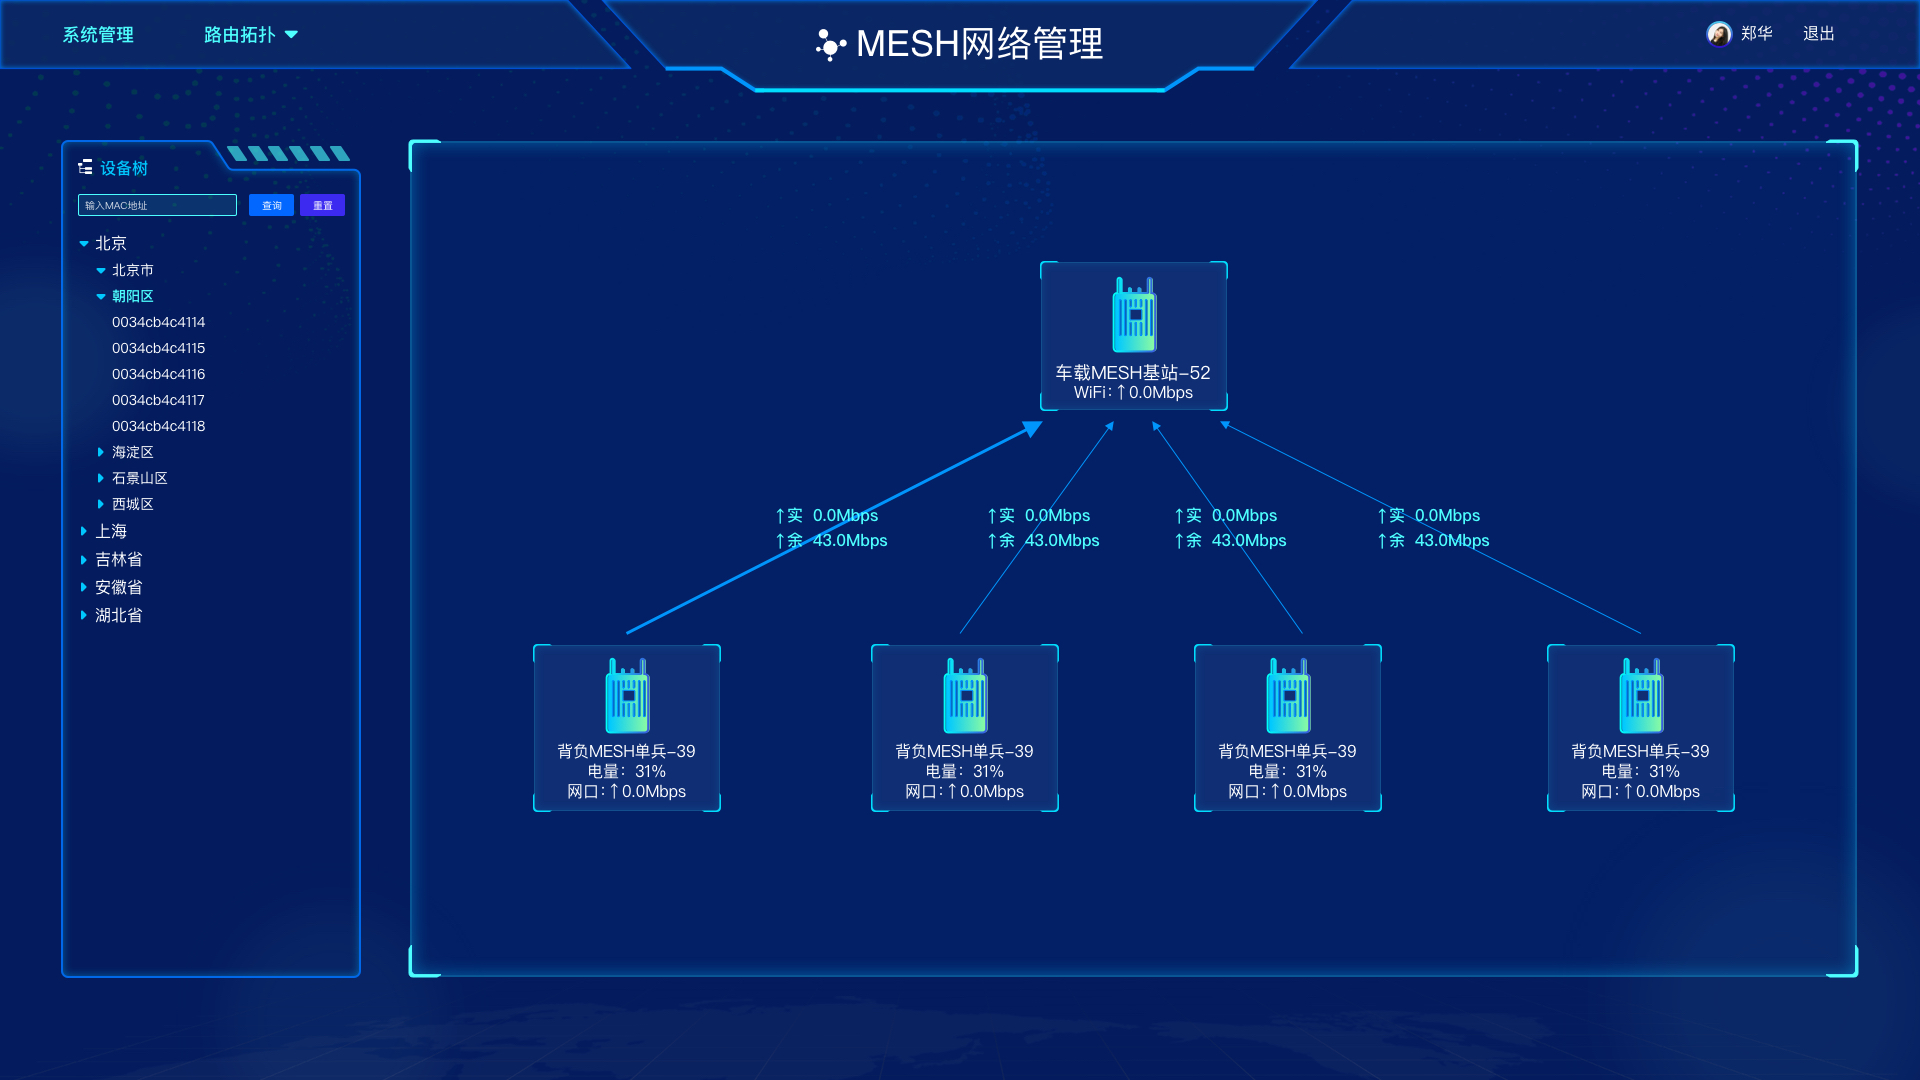 系统管理
路由拓扑
MESH网络管理
郑华
退出
设备树
输入MAC地址
查询
重置
北京
北京市
朝阳区
0034cb4c4114
0034cb4c4115
0034cb4c4116
0034cb4c4117
0034cb4c4118
海淀区
石景山区
西城区
上海
吉林省
安徽省
湖北省
车载MESH基站-52
WiFi:↑0.0Mbps
↑实 0.0Mbps
↑余 43.0Mbps
↑实 0.0Mbps
↑余 43.0Mbps
↑实 0.0Mbps
↑余 43.0Mbps
↑实 0.0Mbps
↑余 43.0Mbps
背负MESH单兵-39
电量：31%
网口:↑0.0Mbps
背负MESH单兵-39
电量：31%
网口:↑0.0Mbps
背负MESH单兵-39
电量：31%
网口:↑0.0Mbps
背负MESH单兵-39
电量：31%
网口:↑0.0Mbps